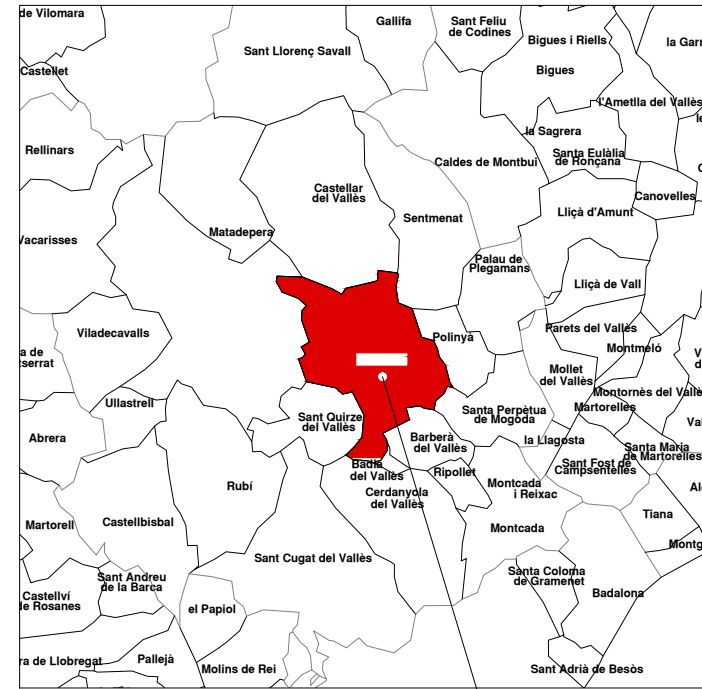 de Vilomara
Gallifa
Sant Feliu
de Codines
Sant Llorenç Savall
Bigues i Riells
la Garr
Castellet
Bigues
l'Ametlla del Vallès
Rellinars
la Sagrera
Santa Eulàlia
de Ronçana
Caldes de Montbui
Castellar
del Vallès
Canovelles
Sentmenat
Lliçà d'Amunt
Vacarisses
Matadepera
Palau de
Plegamans
Lliçà de Vall
Viladecavalls
Polinyà
Parets del Vallès
Montmeló
Mollet
del Vallès
Montornès del Vallè
Ullastrell
Martorelles
Sant Quirze
del Vallès
Santa Perpètua
de Mogoda
Abrera
Barberà
del Vallès
la Llagosta
Santa Maria
de Martorelles
Badia
del Vallès
Ripollet
Sant Fost de
Campsentelles
Rubí
Cerdanyola
del Vallès
Montcada
i Reixac
Martorell
Castellbisbal
Montcada
Tiana
Sant Cugat del Vallès
Sant Andreu
de la Barca
Santa Coloma
de Gramenet
Badalona
Castellví
de Rosanes
el Papiol
ra de Llobregat
Pallejà
Molins de Rei
Sant Adrià de Besòs